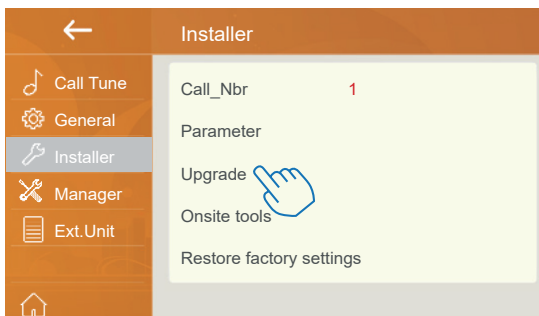 Installer
Call Tune
General
Installer
Manager
Ext.Unit
Call_Nbr 1
Parameter
Upgrade
Onsite tools
Restore factory settings